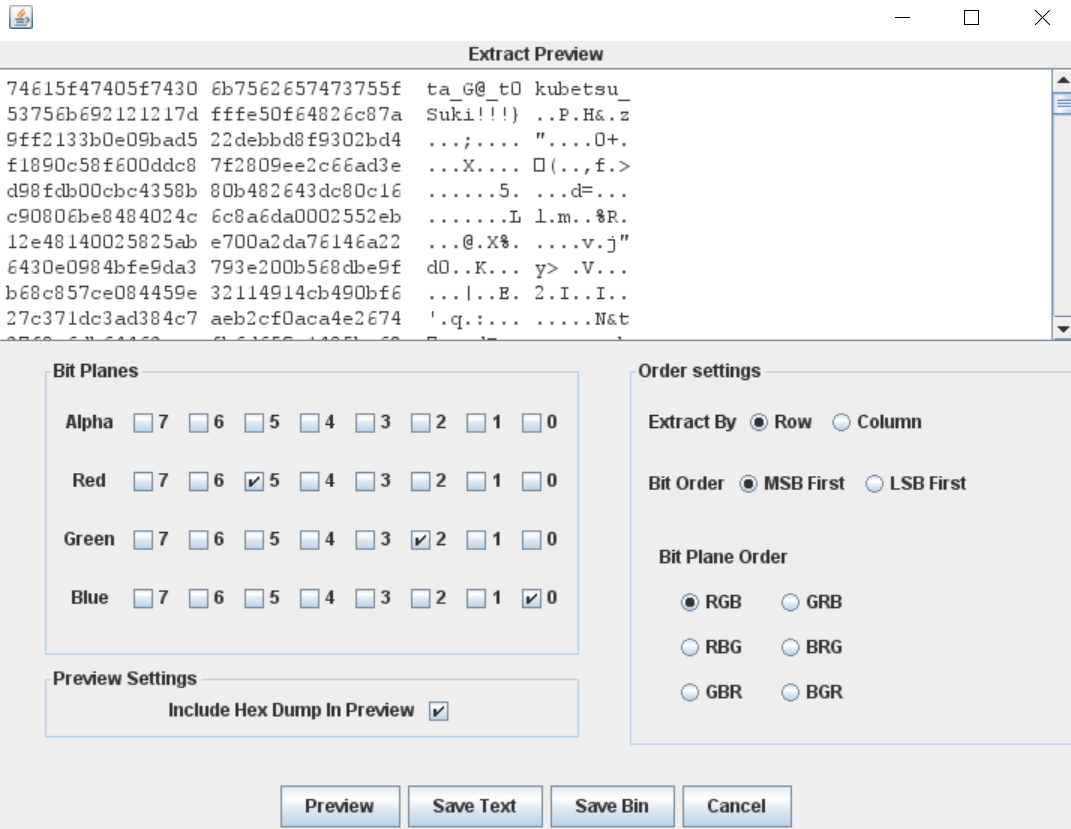 Extract Preview
74615f47405f7430 6b7562657473755f ta_G@_t0 kubetsu_
53756b692121217d fffe50f64826c87a Suki!!!} ..P.H&.z
9ff2133b0e09bad5 22debbd8f9302bd4 ...;.... "....0+.
f1890c58f600ddc8 7f2809ee2c66ad3e ...X.... □(..,f.>
d98fdb00cbc4358b 80b482643dc80c16 ......5. ...d=...
c90806be8484024c 6c8a6da0002552eb .......L l.m..%R.
12e48140025825ab e700a2da76146a22 ...@.X%. ....v.j"
6430e0984bfe9da3 793e200b568dbe9f d0..K... y> .V...
b68c857ce084459e 32114914cb490bf6 ...|..E. 2.I..I..
27c371dc3ad384c7 aeb2cf0aca4e2674 '.q.:... .....N&t
Bit Planes
Alpha 7 6 5 4 3 2 1 0
Red 7 6 5 4 3 2 1 0
Green 7 6 5 4 3 2 1 0
Blue 7 6 5 4 3 2 1 0
Preview Settings
Include Hex Dump In Preview
Order settings
Extract By Row Column
Bit Order MSB First LSB First
Bit Plane Order
RGB GRB
RBG BRG
GBR BGR
Preview Save Text Save Bin Cancel